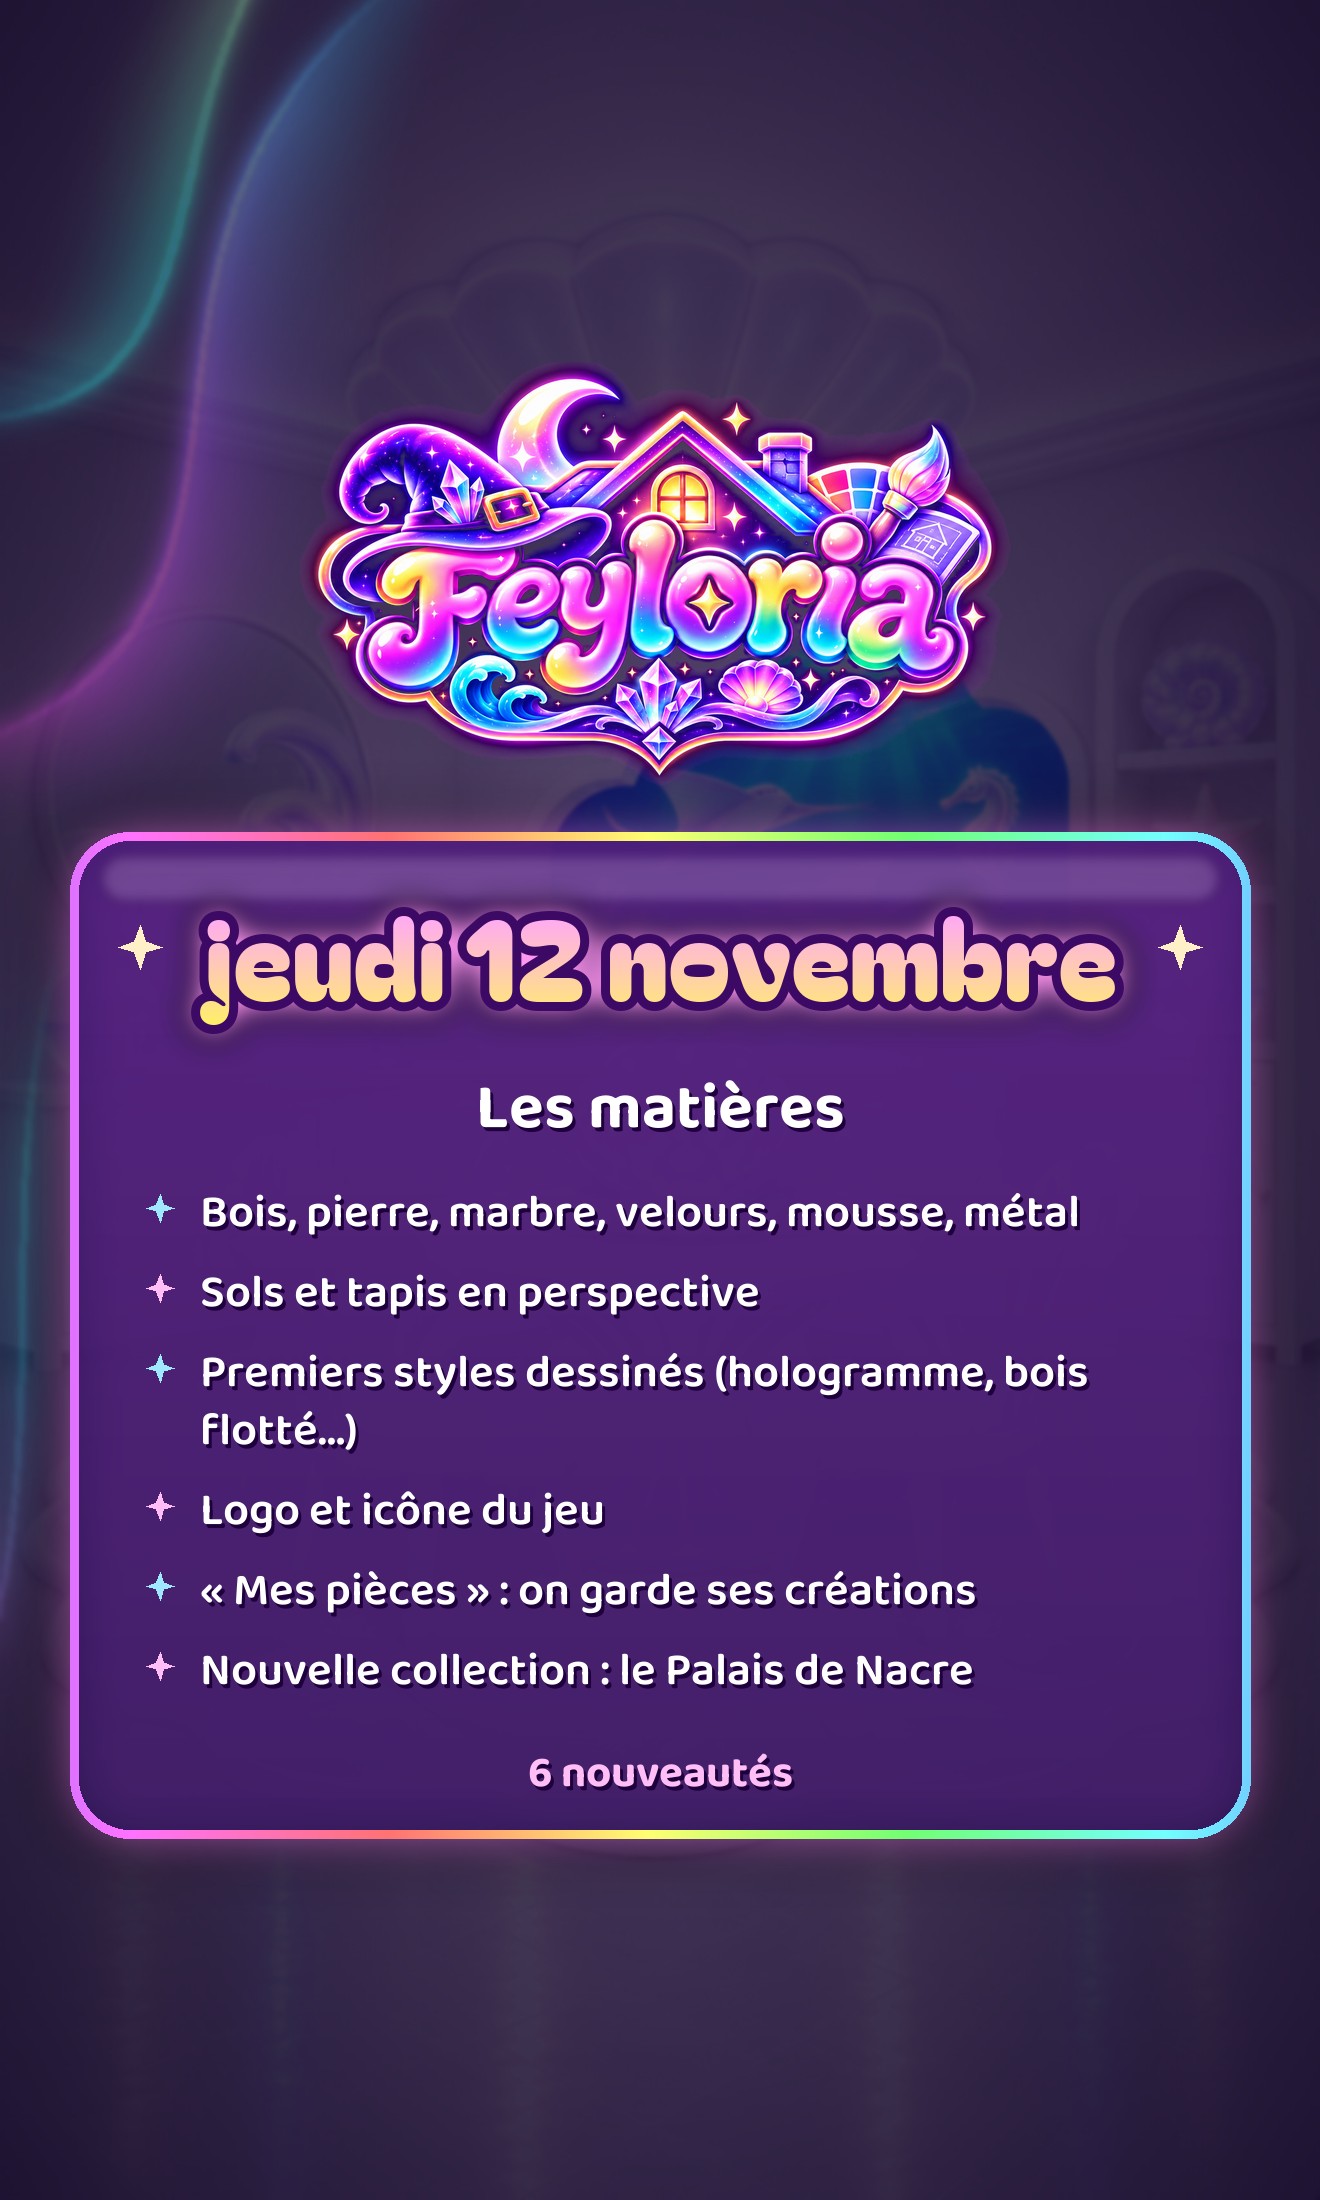 Feyloria
jeudi 12 novembre
Les matières
Bois, pierre, marbre, velours, mousse, métal
Sols et tapis en perspective
Premiers styles dessinés (hologramme, bois
flotté...)
Logo et icône du jeu
« Mes pièces » : on garde ses créations
Nouvelle collection : le Palais de Nacre
6 nouveautés